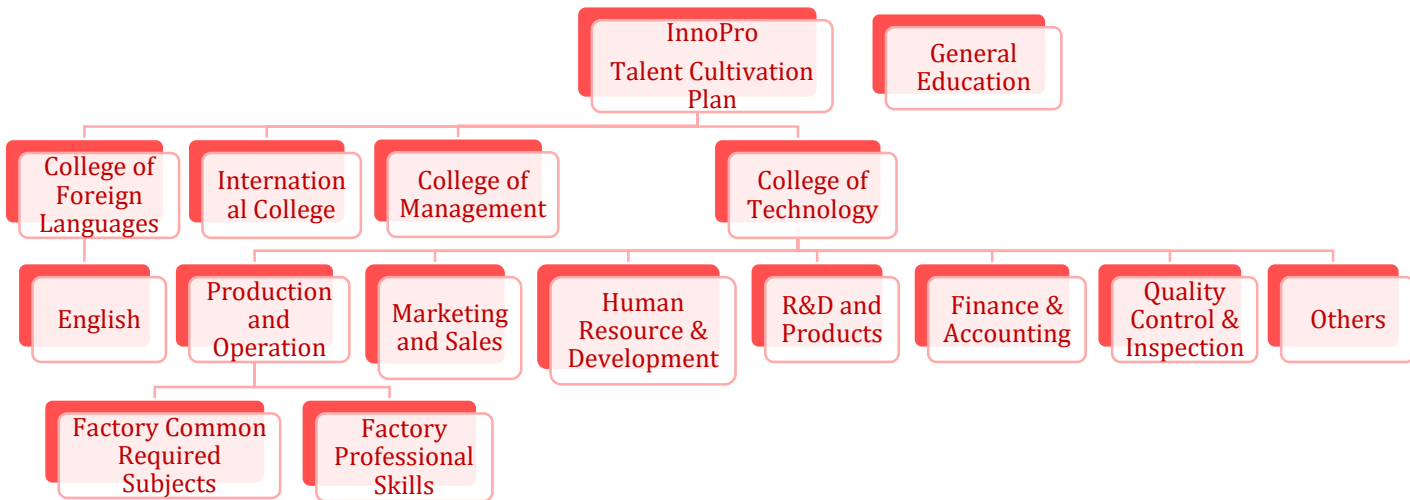 InnoPro
Talent Cultivation
Plan
General
Education
College of
Foreign
Languages
Internation
al College
College of
Management
College of
Technology
English
Production
and
Operation
Marketing
and Sales
Human
Resource &
Development
R&D and
Products
Finance &
Accounting
Quality
Control &
Inspection
Others
Factory Common
Required
Subjects
Factory
Professional
Skills